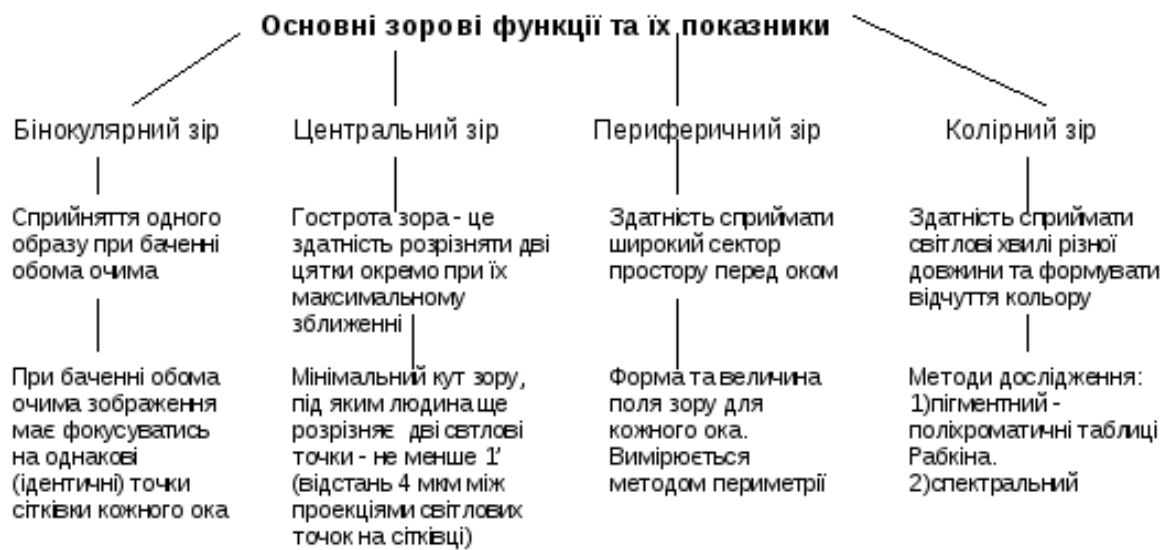 Основні зорові функції та їх показники
Бінокулярний зір
Центральний зір
Периферичний зір
Колірний зір
Сприйняття одного
образу при баченні
обома очима
Гострота зора - це
здатність розрізняти дві
цятки окремо при їх
максимальному
зближенні
Здатність сприймати
широкий сектор
простору перед оком
Здатність сприймати
світлові хвилі різної
довжини та формувати
відчуття кольору
При баченні обома
очима зображення
має фокусуватись
на однакові
(ідентичні) точки
сітківки кожного ока
Мінімальний кут зору,
під яким людина ще
розрізняє дві свтлові
точки - не менше 1'
(відстань 4 мкм між
проекціями світлових
точок на сітківці)
Форма та величина
поля зору для
кожного ока.
Вимірюється
методом периметрії
Методи дослідження:
1)пігментний -
поліхроматичні таблиці
Рабкіна.
2)спектральний